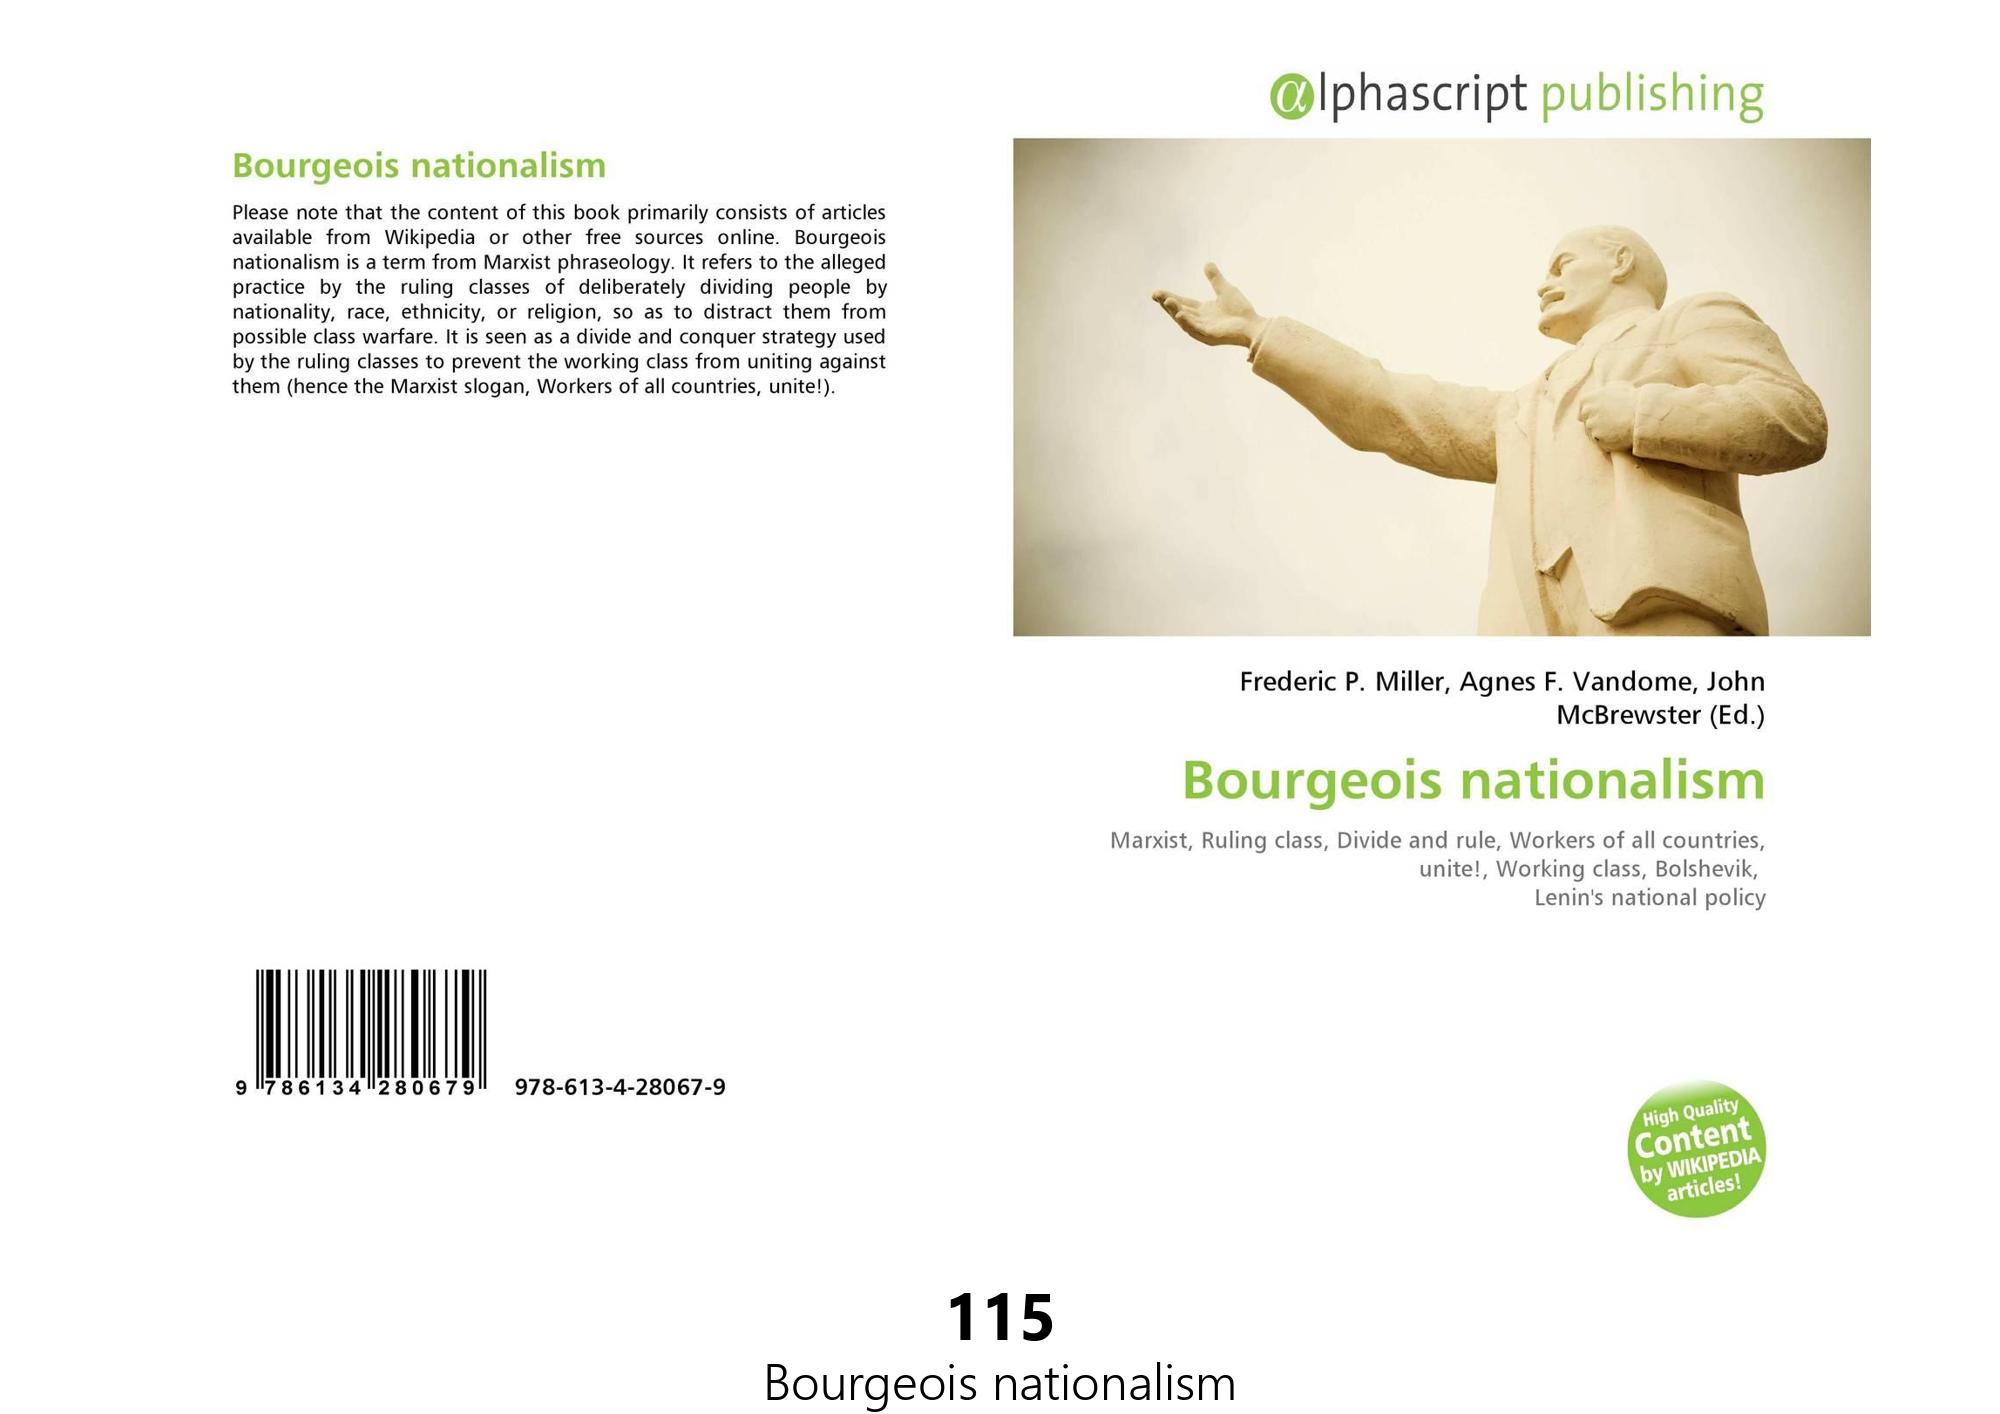 Bourgeois nationalism
Please note that the content of this book primarily consists of articles
available from Wikipedia or other free sources online. Bourgeois
nationalism is a term from Marxist phraseology. It refers to the alleged
practice by the ruling classes of deliberately dividing people by
nationality, race, ethnicity, or religion, so as to distract them from
possible class warfare. It is seen as a divide and conquer strategy used
by the ruling classes to prevent the working class from uniting against
them (hence the Marxist slogan, Workers of all countries, unite!).
9 786134 280679
978-613-4-28067-9
αlphascript publishing
Frederic P. Miller, Agnes F. Vandome, John
McBrewster (Ed.)
Bourgeois nationalism
Marxist, Ruling class, Divide and rule, Workers of all countries,
unite!, Working class, Bolshevik,
Lenin's national policy
High Quality
Content
by WIKIPEDIA
articles!
115
Bourgeois nationalism